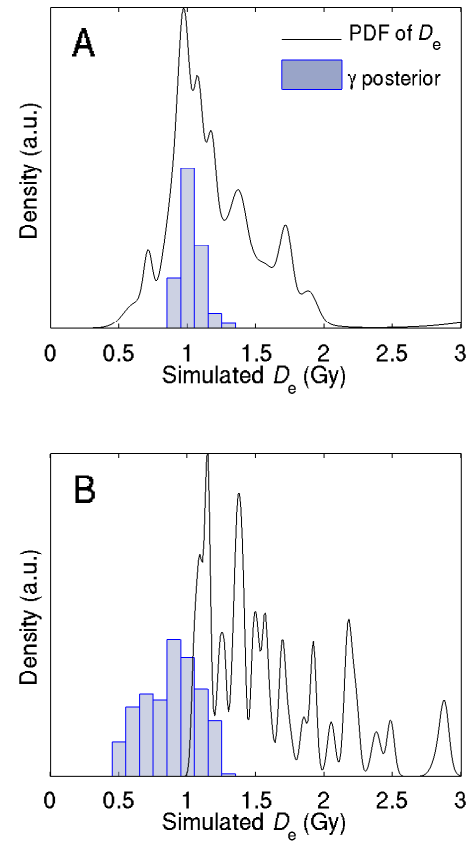 A
PDF of De
γ posterior
Density (a.u.)
0 0.5 1 1.5 2 2.5 3
Simulated De (Gy)
B
Density (a.u.)
0 0.5 1 1.5 2 2.5 3
Simulated De (Gy)